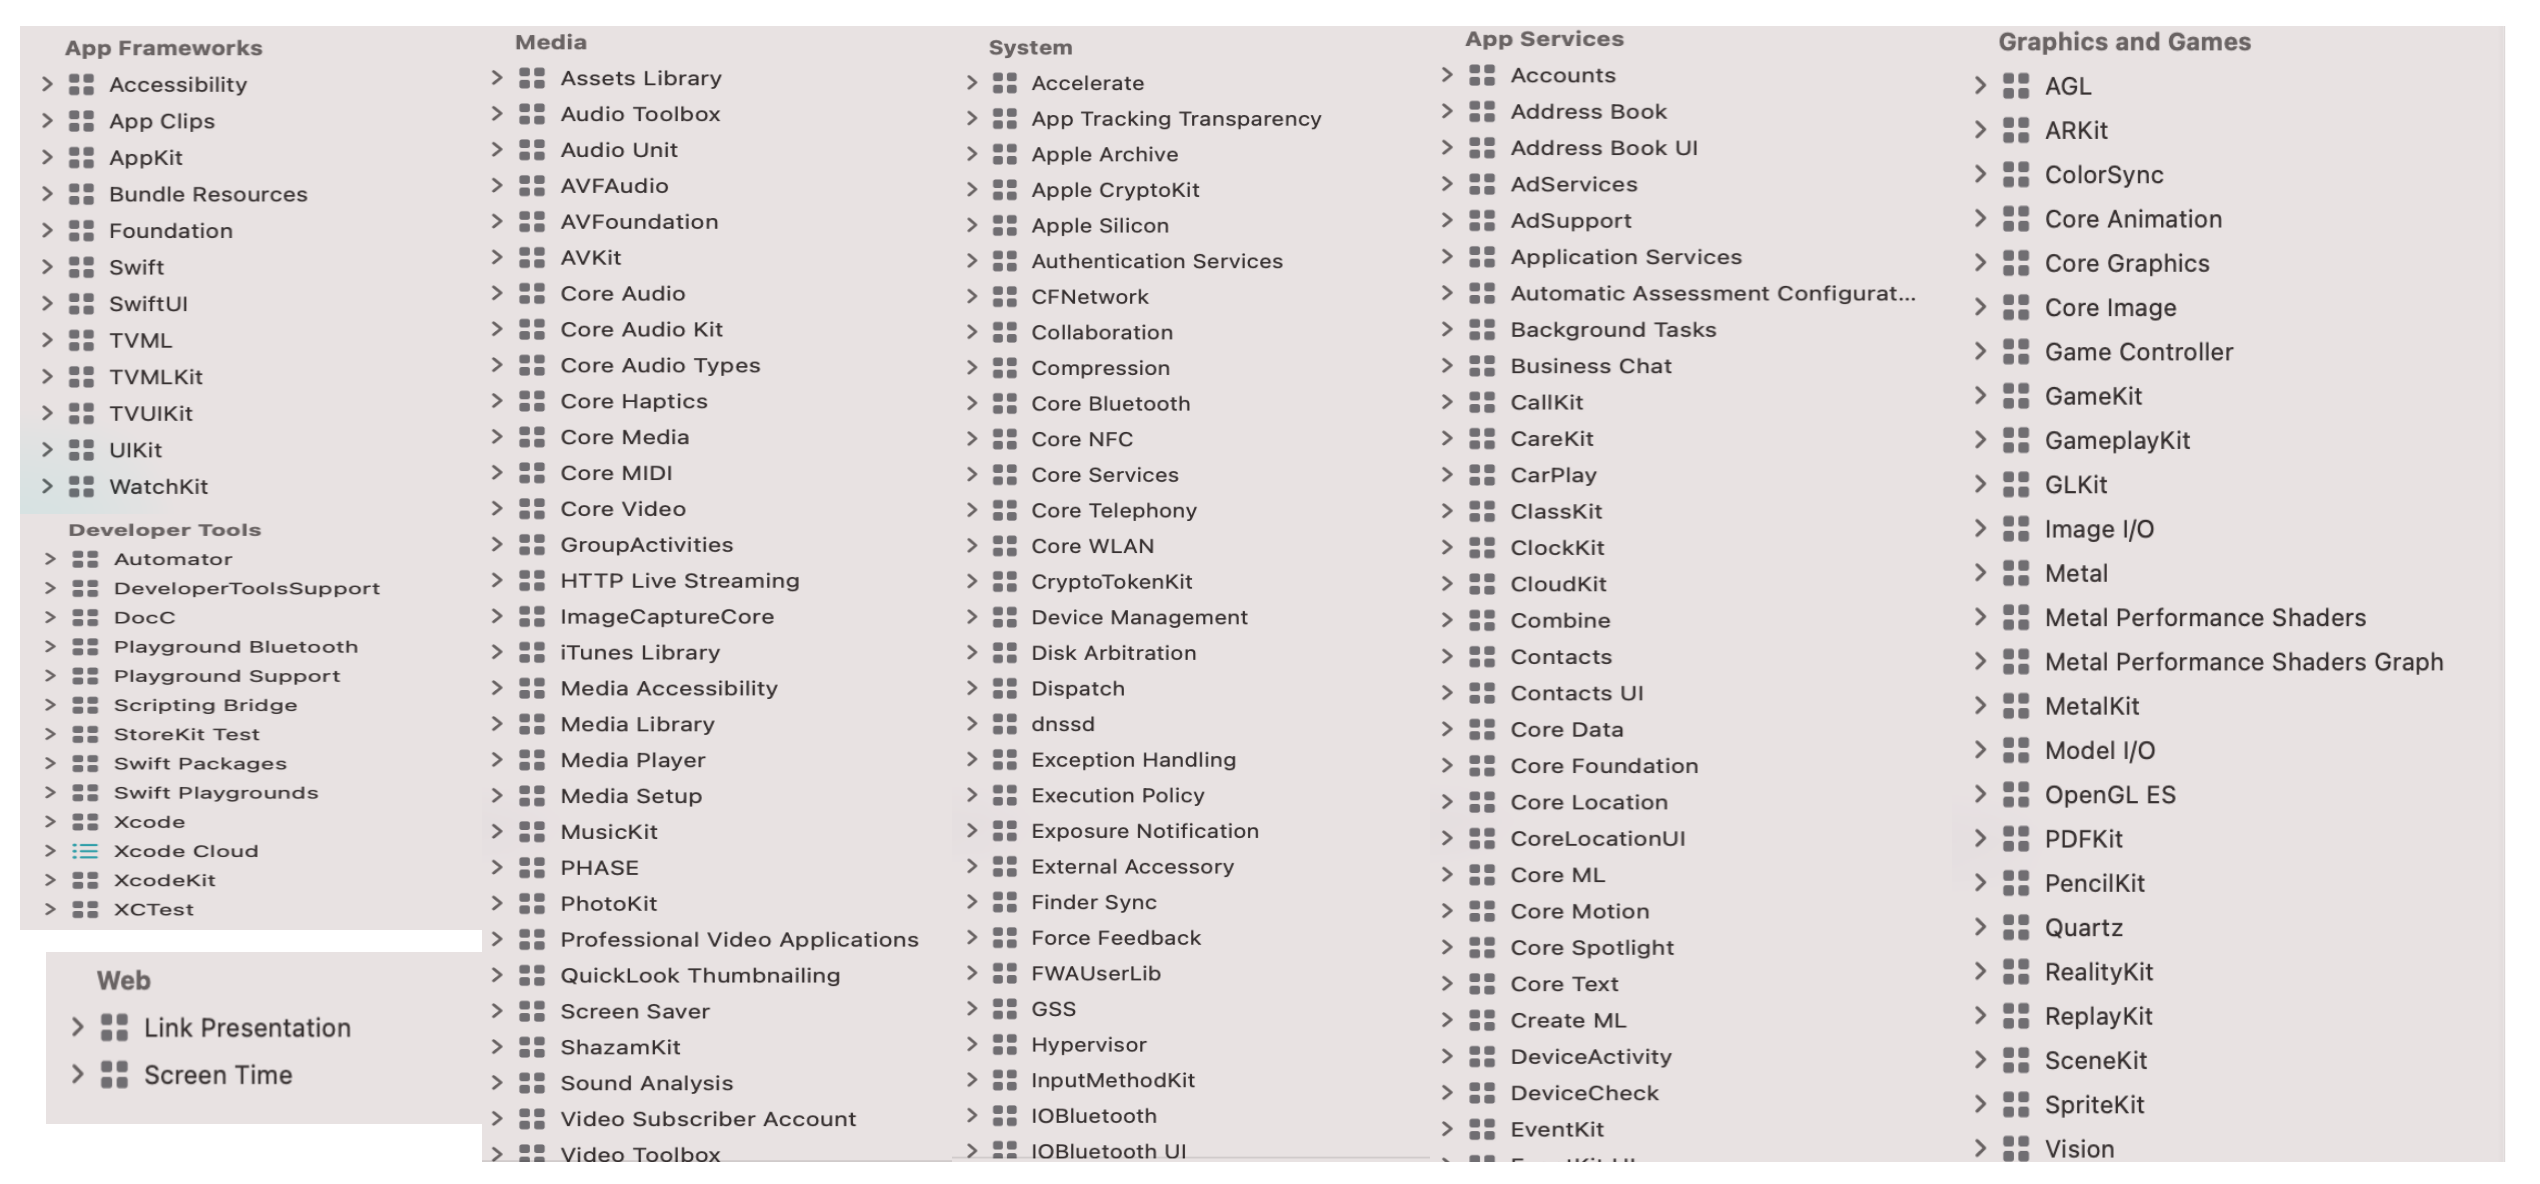 App Frameworks
Accessibility
App Clips
AppKit
Bundle Resources
Foundation
Swift
SwiftUI
TVML
TVMLKit
TVUIKit
UIKit
WatchKit
Developer Tools
Automator
DeveloperToolsSupport
DocC
Playground Bluetooth
Playground Support
Scripting Bridge
StoreKit Test
Swift Packages
Swift Playgrounds
Xcode
Xcode Cloud
XcodeKit
XCTest
Web
Link Presentation
Screen Time
Media
Assets Library
Audio Toolbox
Audio Unit
AVFAudio
AVFoundation
AVKit
Core Audio
Core Audio Kit
Core Audio Types
Core Haptics
Core Media
Core MIDI
Core Video
GroupActivities
HTTP Live Streaming
ImageCaptureCore
iTunes Library
Media Accessibility
Media Library
Media Player
Media Setup
MusicKit
PHASE
PhotoKit
Professional Video Applications
QuickLook Thumbnailing
Screen Saver
ShazamKit
Sound Analysis
Video Subscriber Account
Video Toolbox
System
Accelerate
App Tracking Transparency
Apple Archive
Apple CryptoKit
Apple Silicon
Authentication Services
CFNetwork
Collaboration
Compression
Core Bluetooth
Core NFC
Core Services
Core Telephony
Core WLAN
CryptoTokenKit
Device Management
Disk Arbitration
Dispatch
dnssd
Exception Handling
Execution Policy
Exposure Notification
External Accessory
Finder Sync
Force Feedback
FWAUserLib
GSS
Hypervisor
InputMethodKit
IOBluetooth
IOBluetooth UI
App Services
Accounts
Address Book
Address Book UI
AdServices
AdSupport
Application Services
Automatic Assessment Configurat...
Background Tasks
Business Chat
CallKit
CareKit
CarPlay
ClassKit
ClockKit
CloudKit
Combine
Contacts
Contacts UI
Core Data
Core Foundation
Core Location
CoreLocationUI
Core ML
Core Motion
Core Spotlight
Core Text
Create ML
DeviceActivity
DeviceCheck
EventKit
Graphics and Games
AGL
ARKit
ColorSync
Core Animation
Core Graphics
Core Image
Game Controller
GameKit
GameplayKit
GLKit
Image I/O
Metal
Metal Performance Shaders
Metal Performance Shaders Graph
MetalKit
Model I/O
OpenGL ES
PDFKit
PencilKit
Quartz
RealityKit
ReplayKit
SceneKit
SpriteKit
Vision